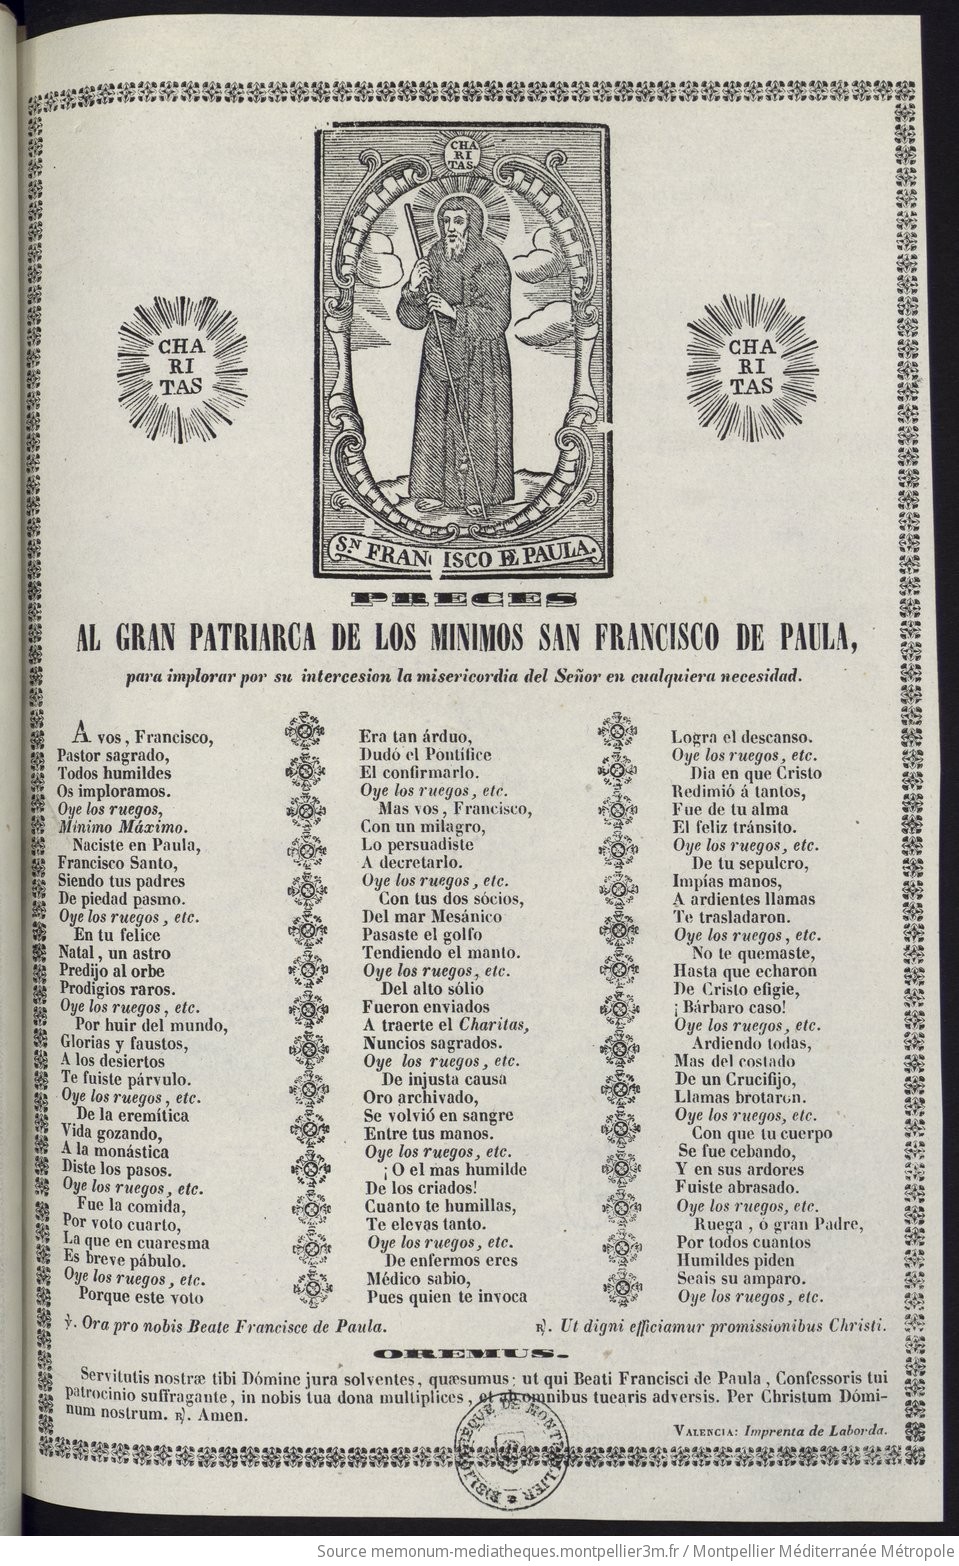 CHA
RI
TAS
CHA
RI
TAS
CHA
RI
TAS
S.N FRANCISCO DE PAULA.
PRECES
AL GRAN PATRIARCA DE LOS MINIMOS SAN FRANCISCO DE PAULA,
para implorar por su intercesion la misericordia del Señor en cualquiera necesidad.
A vos, Francisco,
Pastor sagrado,
Todos humildes
Os imploramos.
Oye los ruegos,
Mínimo Máximo.
Naciste en Paula,
Francisco Santo,
Siendo tus padres
De piedad pasmo.
Oye los ruegos, etc.
En tu felice
Natal, un astro
Predijo al orbe
Prodigios raros.
Oye los ruegos, etc.
Por huir del mundo,
Glorias y faustos,
A los desiertos
Te fuiste párvulo.
Oye los ruegos, etc.
De la eremítica
Vida gozando,
A la monástica
Diste los pasos.
Oye los ruegos, etc.
Fue la comida,
Por voto cuarto,
La que en cuaresma
Es breve pábulo.
Oye los ruegos, etc.
Porque este voto
Era tan árduo,
Dudó el Pontífice
El confirmarlo.
Oye los ruegos, etc.
Mas vos, Francisco,
Con un milagro,
Lo persuadiste
A decretarlo.
Oye los ruegos, etc.
Con tus dos sócios,
Del mar Mesánico
Pasaste el golfo
Tendiendo el manto.
Oye los ruegos, etc.
Del alto sólio
Fueron enviados
A traerte el Charitas,
Nuncios sagrados.
Oye los ruegos, etc.
De injusta causa
Oro archivado,
Se volvió en sangre
Entre tus manos.
Oye los ruegos, etc.
¡O el mas humilde
De los criados!
Cuanto te humillas,
Te elevas tanto.
Oye los ruegos, etc.
De enfermos eres
Médico sabio,
Pues quien te invoca
Logra el descanso.
Oye los ruegos, etc.
Dia en que Cristo
Redimió á tantos,
Fue de tu alma
El feliz tránsito.
Oye los ruegos, etc.
De tu sepulcro,
Impías manos,
A ardientes llamas
Te trasladaron.
Oye los ruegos, etc.
No te quemaste,
Hasta que echaron
De Cristo efigie,
¡Bárbaro caso!
Oye los ruegos, etc.
Ardiendo todas,
Mas del costado
De un Crucifijo,
Llamas brotaron.
Oye los ruegos, etc.
Con que tu cuerpo
Se fue cebando,
Y en sus ardores
Fuiste abrasado.
Oye los ruegos, etc.
Ruega, ó gran Padre,
Por todos cuantos
Humildes piden
Seais su amparo.
Oye los ruegos, etc.
℣. Ora pro nobis Beate Francisce de Paula. ℟. Ut digni efficiamur promissionibus Christi.
OREMUS.
Servitutis nostræ tibi Dómine jura solventes, quæsumus: ut qui Beati Francisci de Paula, Confessoris tui
patrocinio suffragante, in nobis tua dona multiplices, et ab omnibus tuearis adversis. Per Christum Dómi-
num nostrum. ℟. Amen.
VALENCIA: Imprenta de Laborda.
BIBLIOTHEQUE DE MONTPELLIER
Source memonum-mediatheques.montpellier3m.fr / Montpellier Méditerranée Métropole